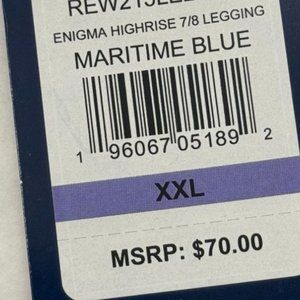 ENIGMA HIGHRISE 7/8 LEGGING
MARITIME BLUE
1 96067 05189 2
XXL
MSRP: $70.00